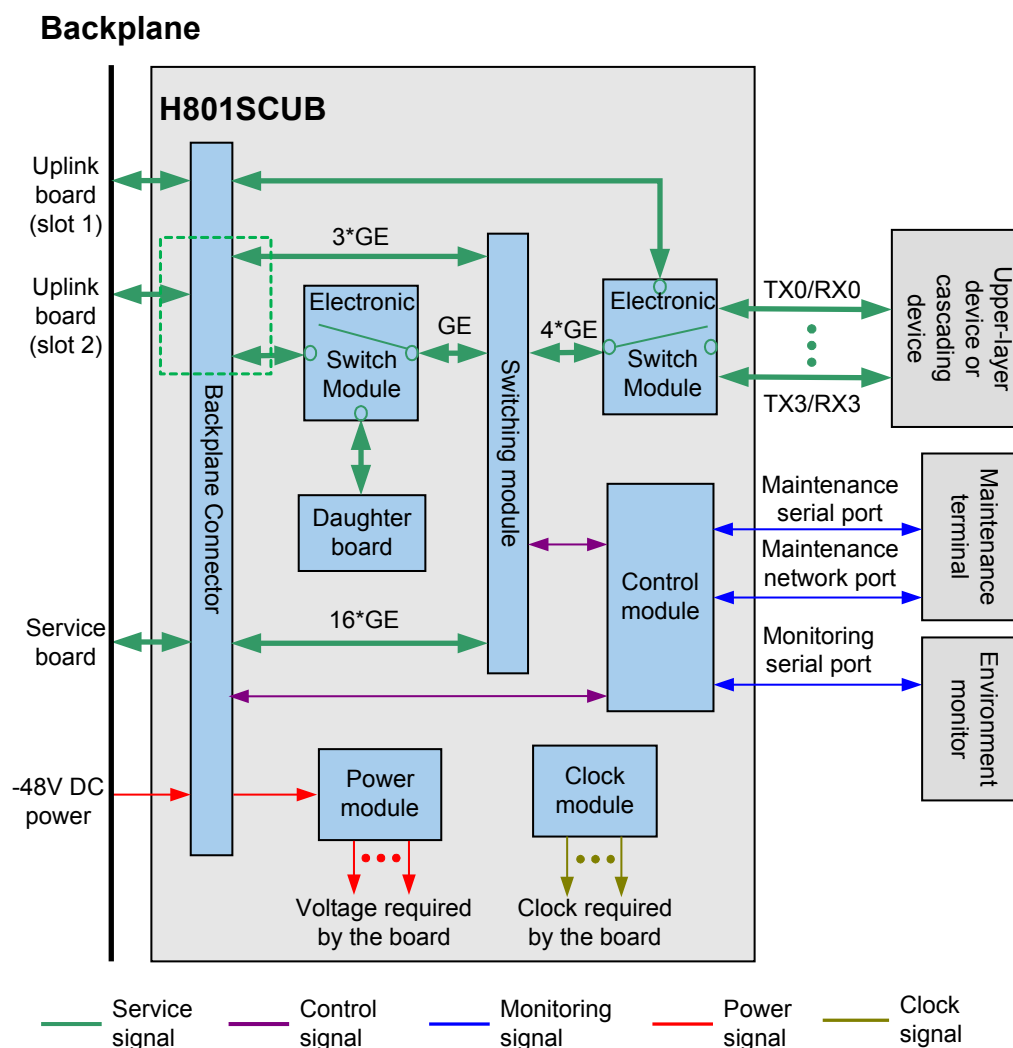 Backplane
H801SCUB
Uplink
board
(slot 1)
Uplink
board
(slot 2)
Service
board
-48V DC
power
Backplane Connector
3*GE
Electronic
Switch
Module
GE
Daughter
board
16*GE
Switching module
4*GE
Electronic
Switch
Module
TX0/RX0
TX3/RX3
Upper-layer
device or
cascading
device
Control
module
Maintenance
serial port
Maintenance
network port
Monitoring
serial port
Maintenance
terminal
Environment
monitor
Power
module
Clock
module
Voltage required
by the board
Clock required
by the board
Service
signal
Control
signal
Monitoring
signal
Power
signal
Clock
signal